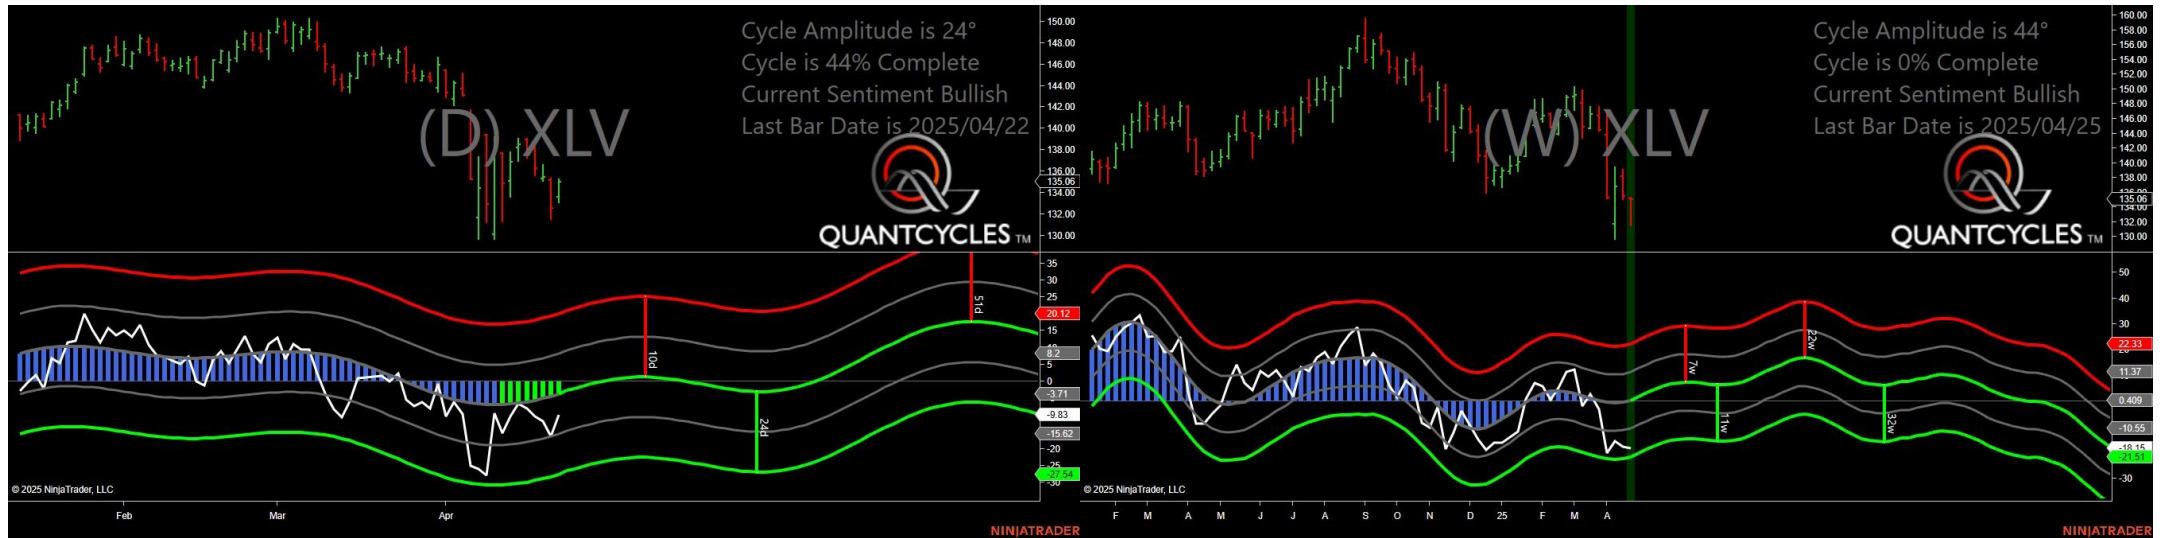 Cycle Amplitude is 24°
Cycle is 44% Complete
Current Sentiment Bullish
Last Bar Date is 2025/04/22
(D) XLV
QUANTCYCLES TM
150.00
148.00
146.00
144.00
142.00
140.00
138.00
136.00
135.06
134.00
132.00
130.00
35
30
25
20.12
15
8.2
5
0
-3.71
-9.83
-15.62
-20
-27.54
-30
10d
24d
51d
© 2025 NinjaTrader, LLC
Feb
Mar
Apr
NINJATRADER
Cycle Amplitude is 44°
Cycle is 0% Complete
Current Sentiment Bullish
Last Bar Date is 2025/04/25
(W) XLV
QUANTCYCLES TM
160.00
158.00
156.00
154.00
152.00
150.00
148.00
146.00
144.00
142.00
140.00
138.00
135.06
132.00
130.00
50
40
30
22.33
11.37
0.409
-10.55
-18.15
-21.51
-30
7w
11w
22w
32w
© 2025 NinjaTrader, LLC
F M A M J J A S O N D 25 F M A
NINJATRADER